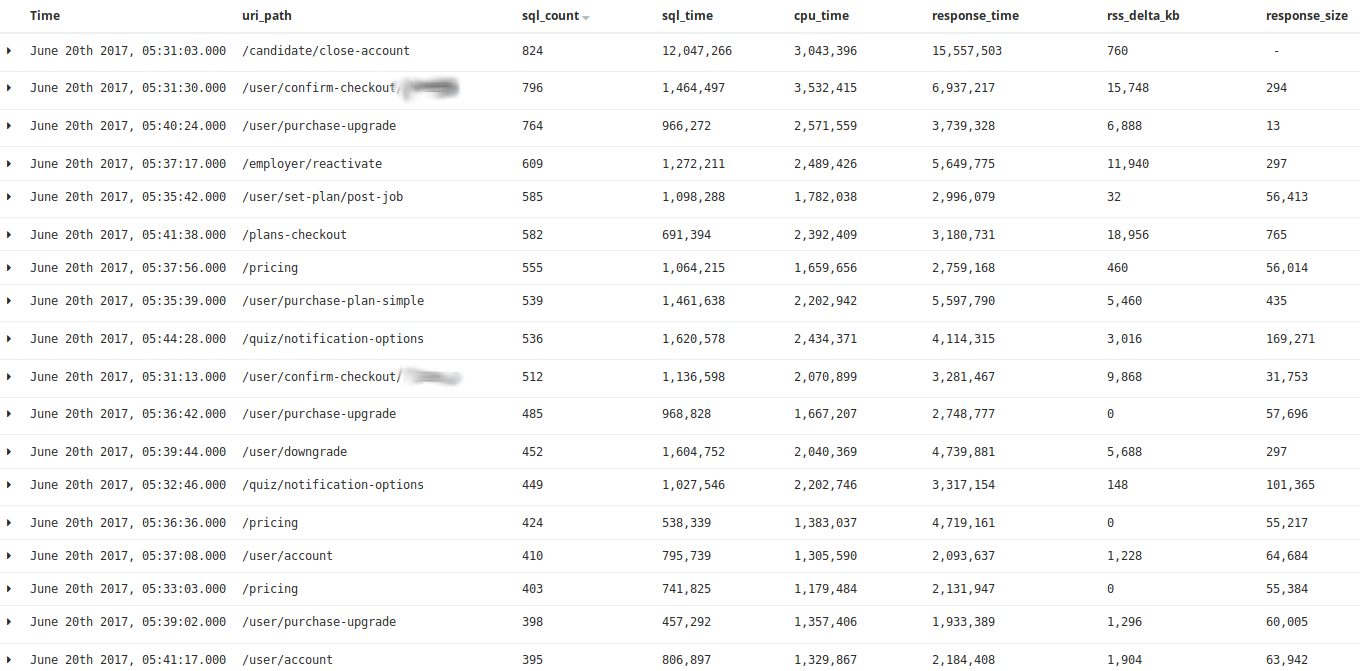 Time uri_path sql_count sql_time cpu_time response_time rss_delta_kb response_size
June 20th 2017, 05:31:03.000 /candidate/close-account 824 12,047,266 3,043,396 15,557,503 760 -
June 20th 2017, 05:31:30.000 /user/confirm-checkout/ 796 1,464,497 3,532,415 6,937,217 15,748 294
June 20th 2017, 05:40:24.000 /user/purchase-upgrade 764 966,272 2,571,559 3,739,328 6,888 13
June 20th 2017, 05:37:17.000 /employer/reactivate 609 1,272,211 2,489,426 5,649,775 11,940 297
June 20th 2017, 05:35:42.000 /user/set-plan/post-job 585 1,098,288 1,782,038 2,996,079 32 56,413
June 20th 2017, 05:41:38.000 /plans-checkout 582 691,394 2,392,409 3,180,731 18,956 765
June 20th 2017, 05:37:56.000 /pricing 555 1,064,215 1,659,656 2,759,168 460 56,014
June 20th 2017, 05:35:39.000 /user/purchase-plan-simple 539 1,461,638 2,202,942 5,597,790 5,460 435
June 20th 2017, 05:44:28.000 /quiz/notification-options 536 1,620,578 2,434,371 4,114,315 3,016 169,271
June 20th 2017, 05:31:13.000 /user/confirm-checkout/ 512 1,136,598 2,070,899 3,281,467 9,868 31,753
June 20th 2017, 05:36:42.000 /user/purchase-upgrade 485 968,828 1,667,207 2,748,777 0 57,696
June 20th 2017, 05:39:44.000 /user/downgrade 452 1,604,752 2,040,369 4,739,881 5,688 297
June 20th 2017, 05:32:46.000 /quiz/notification-options 449 1,027,546 2,202,746 3,317,154 148 101,365
June 20th 2017, 05:36:36.000 /pricing 424 538,339 1,383,037 4,719,161 0 55,217
June 20th 2017, 05:37:08.000 /user/account 410 795,739 1,305,590 2,093,637 1,228 64,684
June 20th 2017, 05:33:03.000 /pricing 403 741,825 1,179,484 2,131,947 0 55,384
June 20th 2017, 05:39:02.000 /user/purchase-upgrade 398 457,292 1,357,406 1,933,389 1,296 60,005
June 20th 2017, 05:41:17.000 /user/account 395 806,897 1,329,867 2,184,408 1,904 63,942